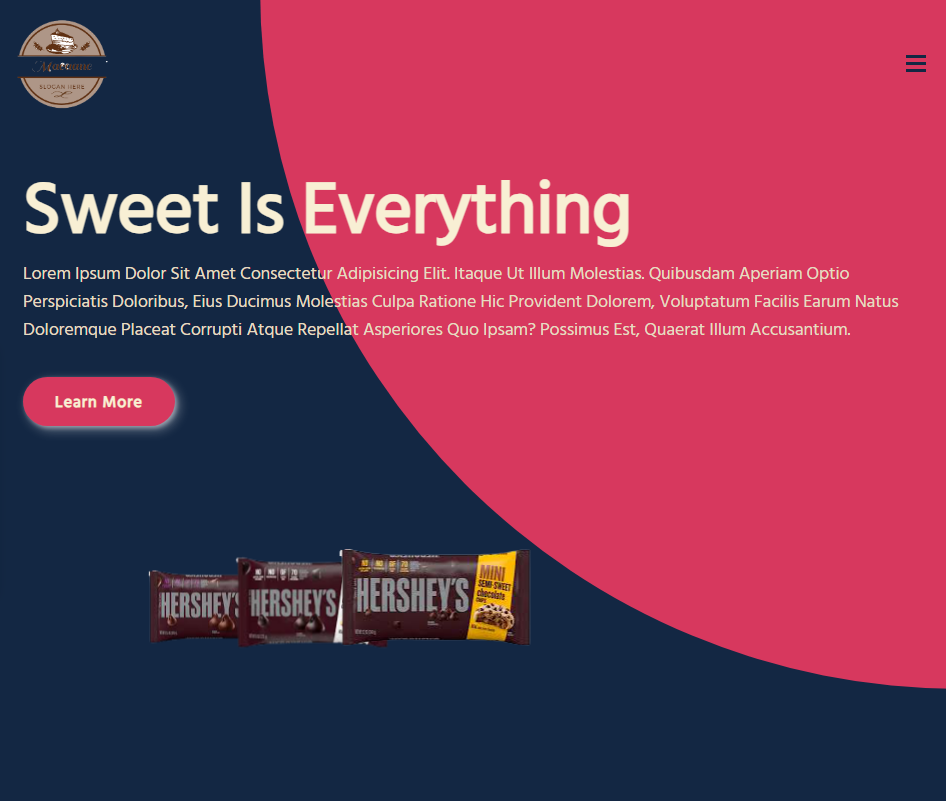 SLOGAN HERE
Sweet Is Everything
Lorem Ipsum Dolor Sit Amet Consectetur Adipisicing Elit. Itaque Ut Illum Molestias. Quibusdam Aperiam Optio
Perspiciatis Doloribus, Eius Ducimus Molestias Culpa Ratione Hic Provident Dolorem, Voluptatum Facilis Earum Natus
Doloremque Placeat Corrupti Atque Repellat Asperiores Quo Ipsam? Possimus Est, Quaerat Illum Accusantium.
Learn More
HERSHEY'S
HERSHEY'S
HERSHEY'S
MINI
SEMI-SWEET
chocolate
CHIPS